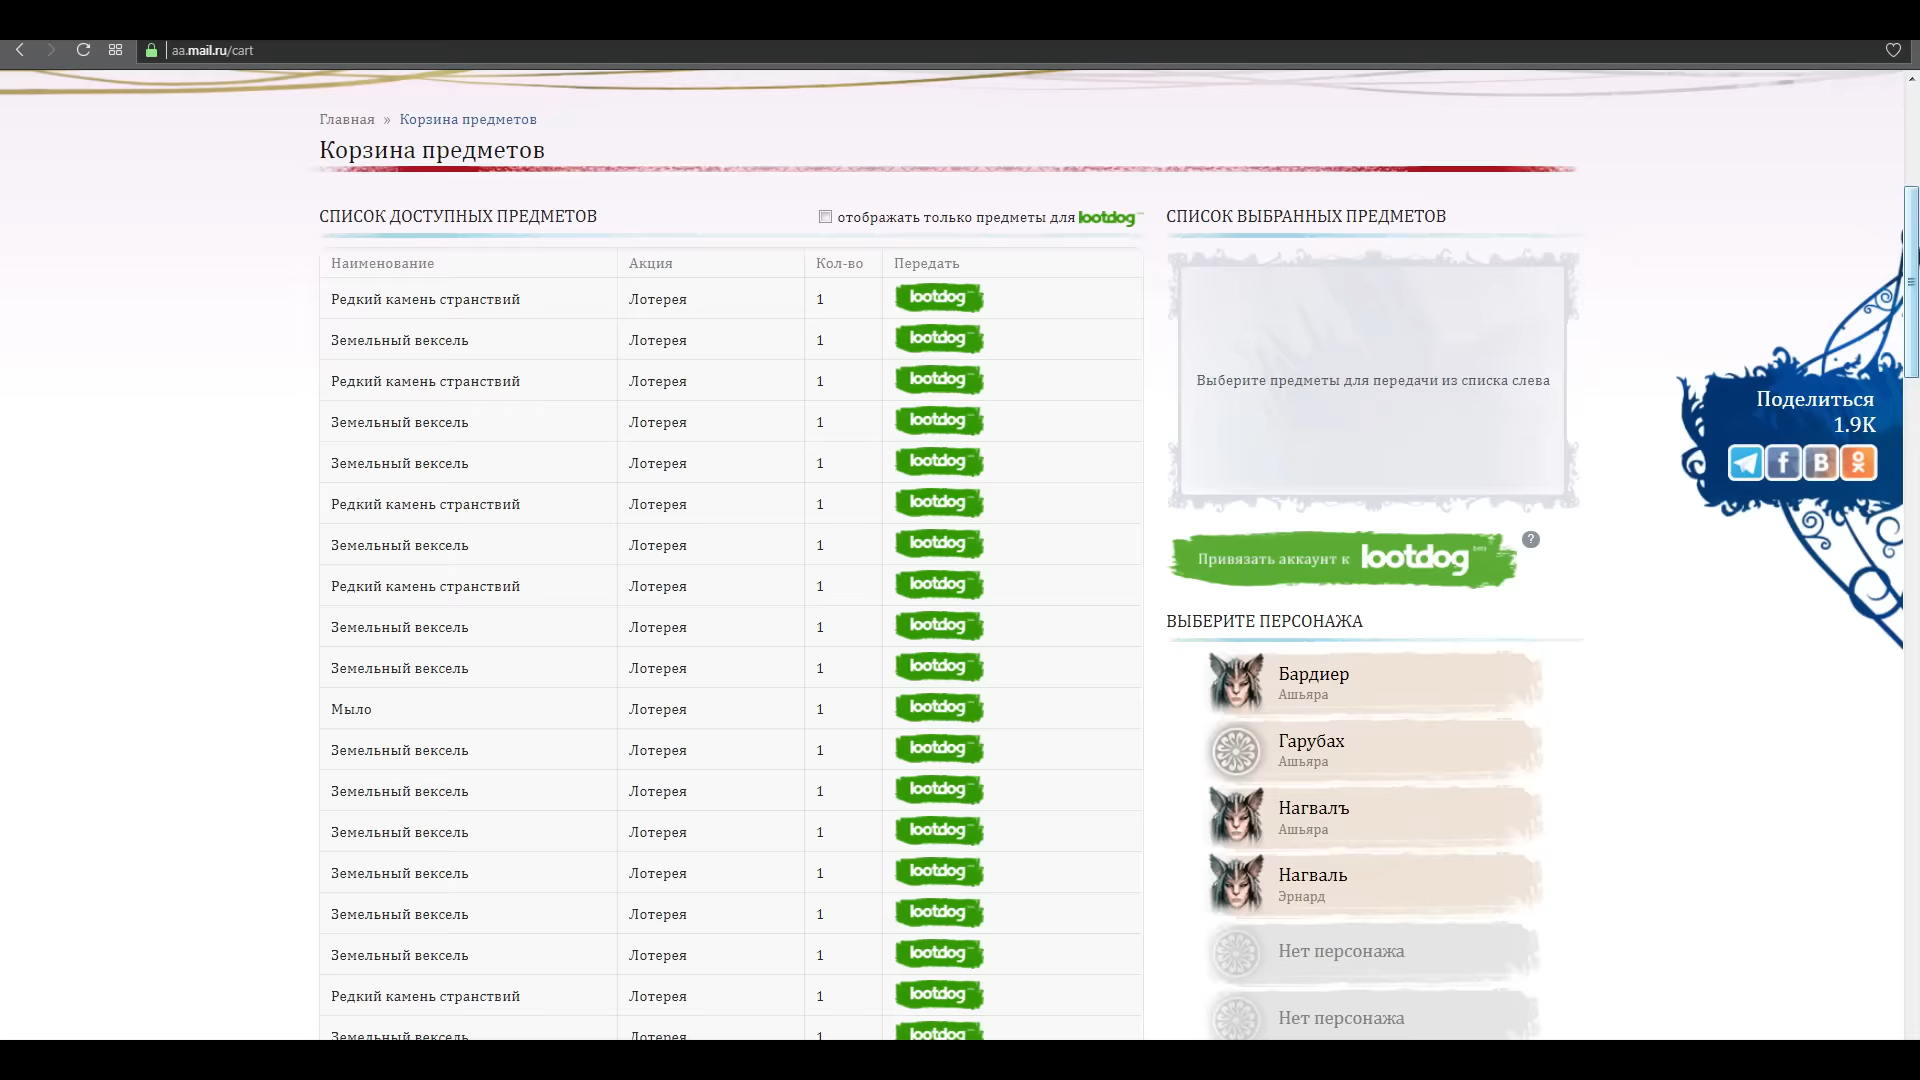 aa.mail.ru/cart
Главная » Корзина предметов
Корзина предметов
СПИСОК ДОСТУПНЫХ ПРЕДМЕТОВ
отображать только предметы для lootdog
Наименование Акция Кол-во Передать
Редкий камень странствий Лотерея 1 lootdog
Земельный вексель Лотерея 1 lootdog
Редкий камень странствий Лотерея 1 lootdog
Земельный вексель Лотерея 1 lootdog
Земельный вексель Лотерея 1 lootdog
Редкий камень странствий Лотерея 1 lootdog
Земельный вексель Лотерея 1 lootdog
Редкий камень странствий Лотерея 1 lootdog
Земельный вексель Лотерея 1 lootdog
Земельный вексель Лотерея 1 lootdog
Мыло Лотерея 1 lootdog
Земельный вексель Лотерея 1 lootdog
Земельный вексель Лотерея 1 lootdog
Земельный вексель Лотерея 1 lootdog
Земельный вексель Лотерея 1 lootdog
Земельный вексель Лотерея 1 lootdog
Земельный вексель Лотерея 1 lootdog
Редкий камень странствий Лотерея 1 lootdog
Земельный вексель Лотерея 1 lootdog
СПИСОК ВЫБРАННЫХ ПРЕДМЕТОВ
Выберите предметы для передачи из списка слева
Привязать аккаунт к lootdog beta
?
ВЫБЕРИТЕ ПЕРСОНАЖА
Бардиер
Ашьяра
Гарубах
Ашьяра
Нагвалъ
Ашьяра
Нагваль
Эрнард
Нет персонажа
Нет персонажа
Поделиться
1.9K